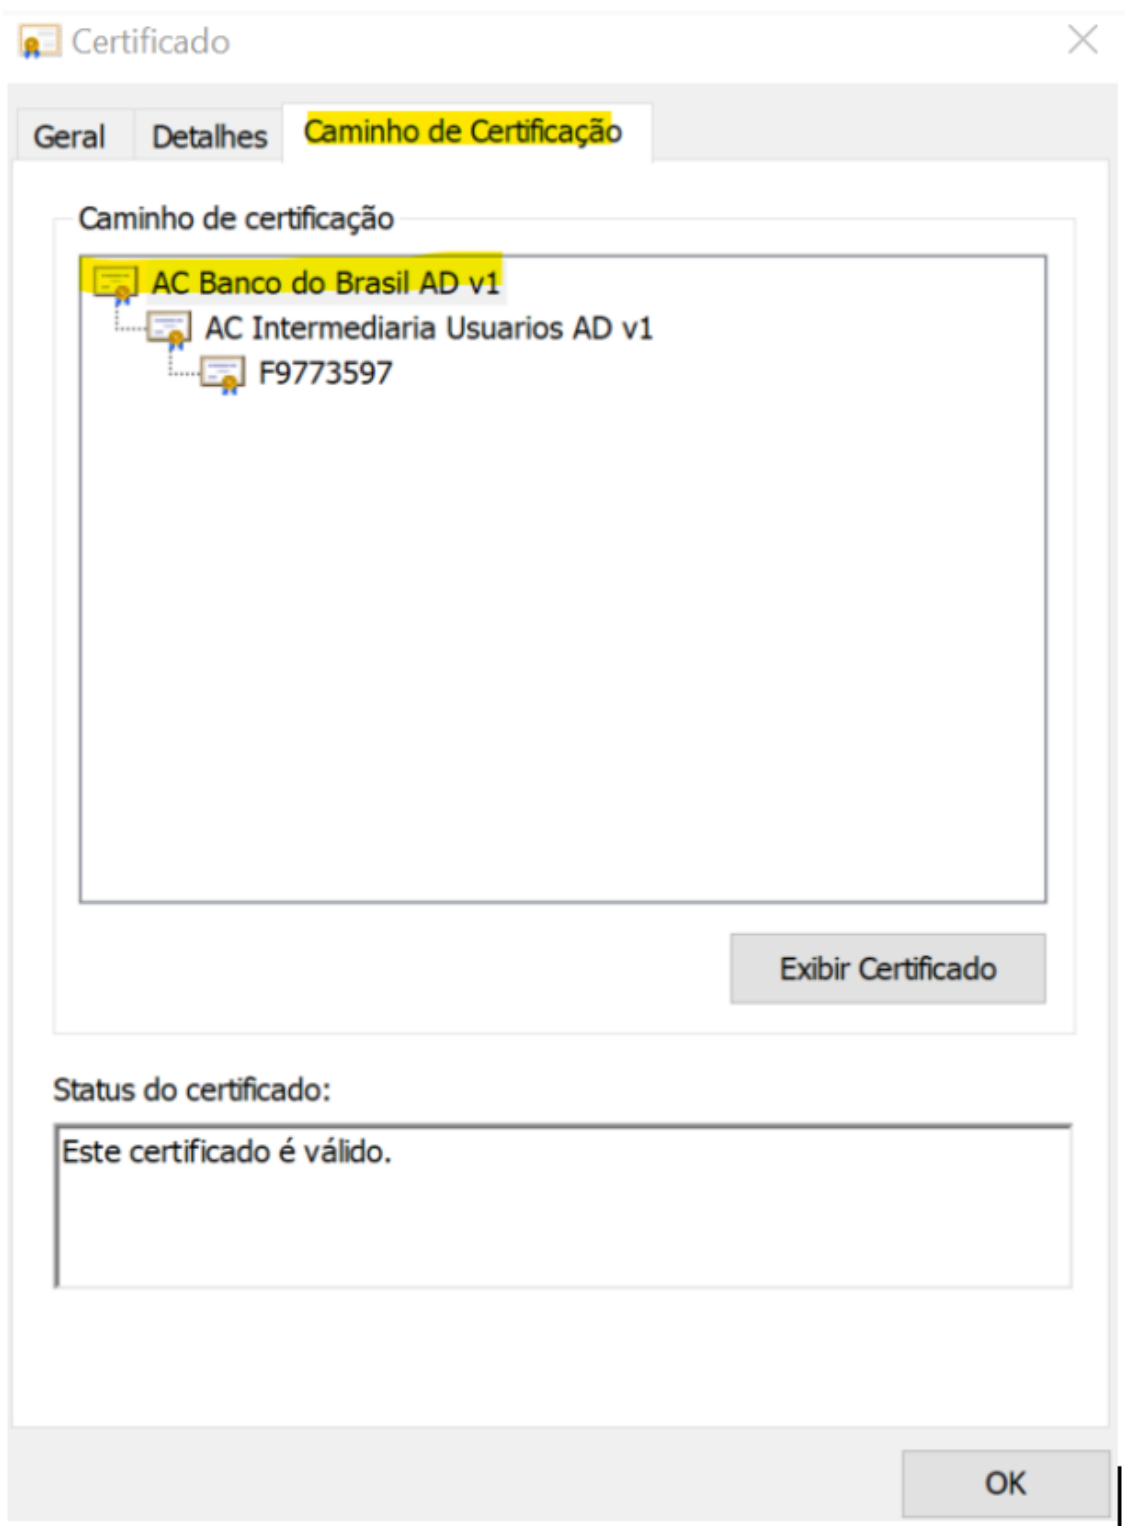 Certificado
Geral Detalhes Caminho de Certificação
Caminho de certificação
AC Banco do Brasil AD v1
AC Intermediaria Usuarios AD v1
F9773597
Exibir Certificado
Status do certificado:
Este certificado é válido.
OK